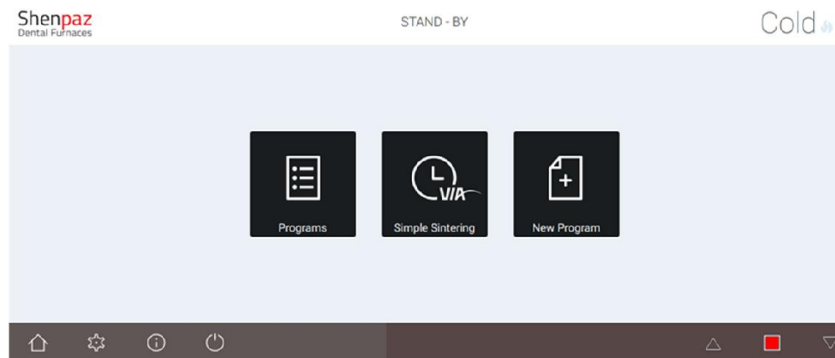 Shenpaz
Dental Furnaces
STAND - BY
Cold
VIA
Programs
Simple Sintering
New Program